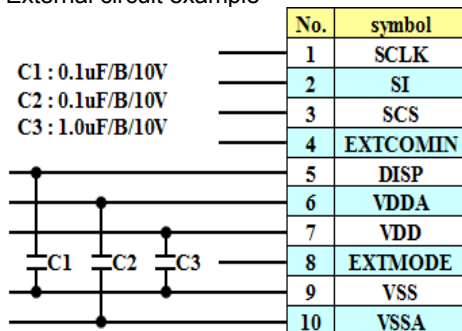 External circuit example
C1 : 0.1uF/B/10V
C2 : 0.1uF/B/10V
C3 : 1.0uF/B/10V
C1 C2 C3
No. symbol
1 SCLK
2 SI
3 SCS
4 EXTCOMIN
5 DISP
6 VDDA
7 VDD
8 EXTMODE
9 VSS
10 VSSA